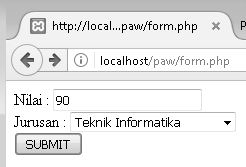 http://local...paw/form.php
P
localhost/paw/form.php
Nilai : 90
Jurusan : Teknik Informatika
SUBMIT